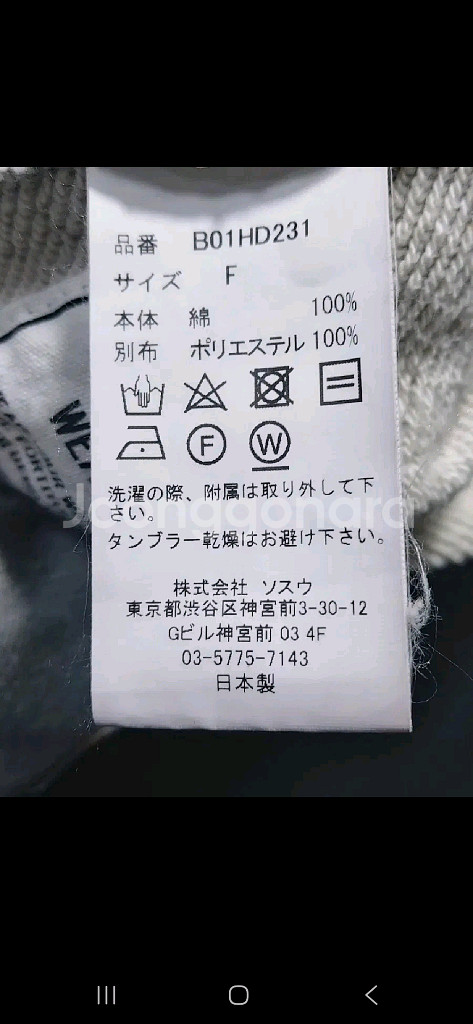 品番 B01HD231
サイズ F
本体 綿 100%
別布 ポリエステル 100%
F W
洗濯の際、附属は取り外して下
さい。
タンブラー乾燥はお避け下さい。
株式会社 ソスウ
東京都渋谷区神宮前3-30-12
Gビル神宮前 03 4F
03-5775-7143
日本製
WE
Joonggonara